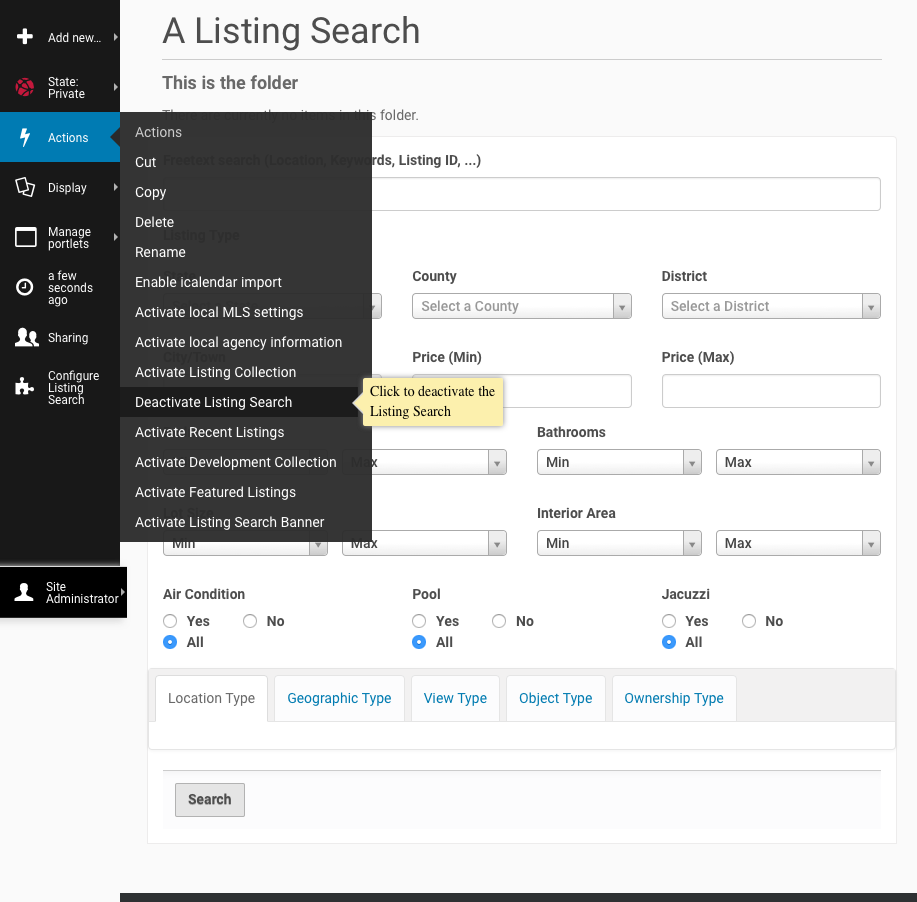 A Listing Search
This is the folder
There are currently no items in this folder.
Add new...
State:
Private
Actions
Display
Manage
portlets
a few
seconds
ago
Sharing
Configure
Listing
Search
Site
Administrator
Actions
Cut
Copy
Delete
Rename
Enable icalendar import
Activate local MLS settings
Activate local agency information
Activate Listing Collection
Deactivate Listing Search
Activate Recent Listings
Activate Development Collection
Activate Featured Listings
Activate Listing Search Banner
Click to deactivate the
Listing Search
Freetext search (Location, Keywords, Listing ID, ...)
Listing Type
County
District
Select a County
Select a District
City/Town
Price (Min)
Price (Max)
Bathrooms
Max
Min
Max
Lot Size
Interior Area
Min
Max
Min
Max
Air Condition
Pool
Jacuzzi
Yes
No
Yes
No
Yes
No
All
All
All
Location Type
Geographic Type
View Type
Object Type
Ownership Type
Search